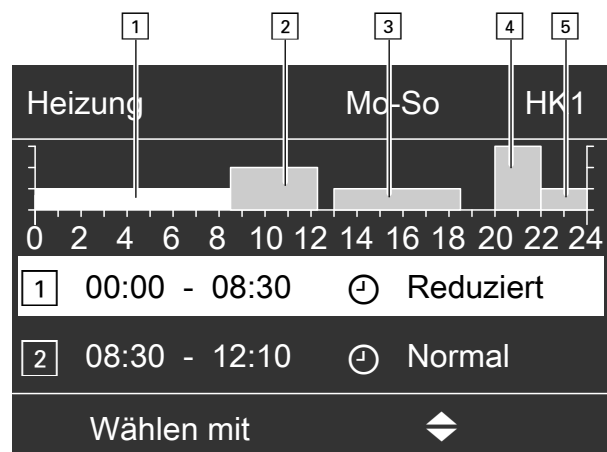 1 2 3 4 5
Heizung Mo-So HK1
0 2 4 6 8 10 12 14 16 18 20 22 24
1 00:00 - 08:30 Reduziert
2 08:30 - 12:10 Normal
Wählen mit